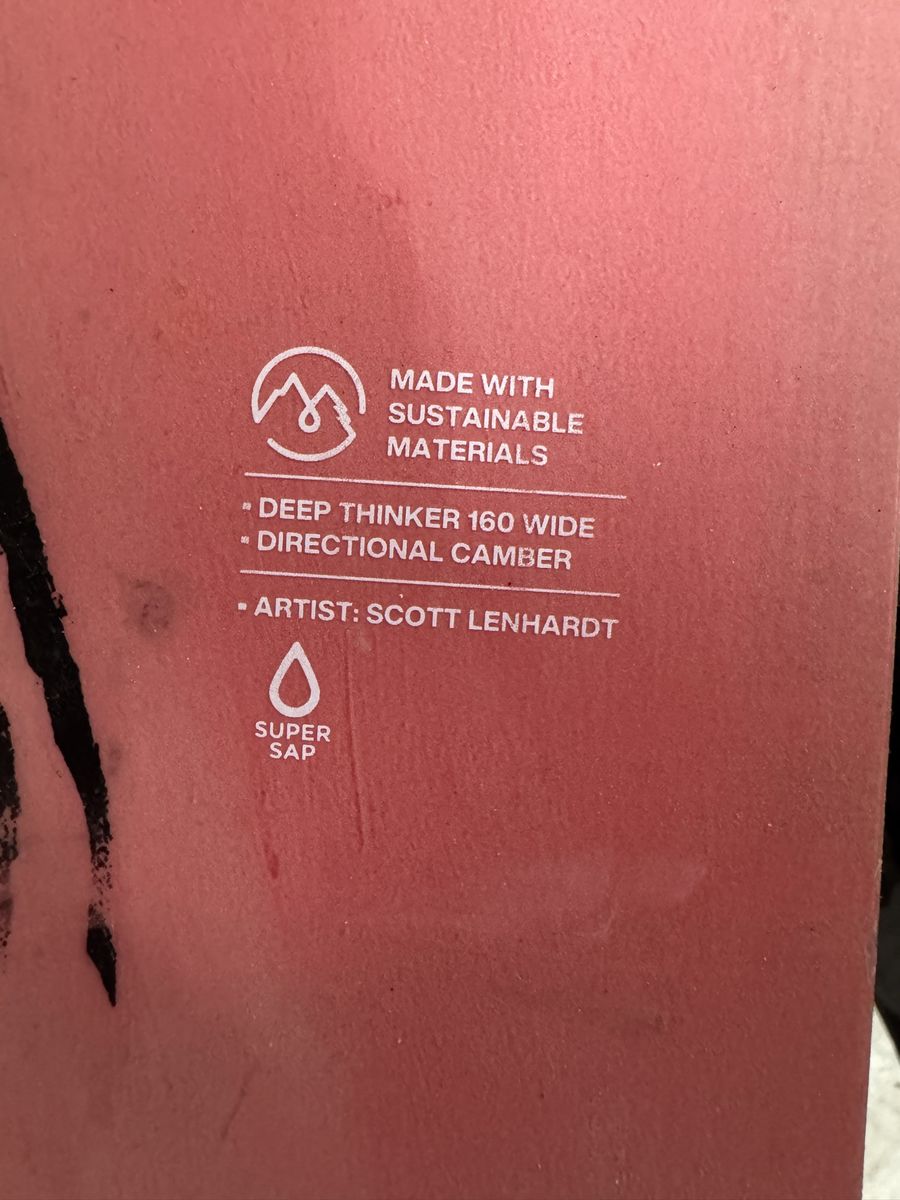 MADE WITH
SUSTAINABLE
MATERIALS
▪ DEEP THINKER 160 WIDE
▪ DIRECTIONAL CAMBER
▪ ARTIST: SCOTT LENHARDT
SUPER
SAP